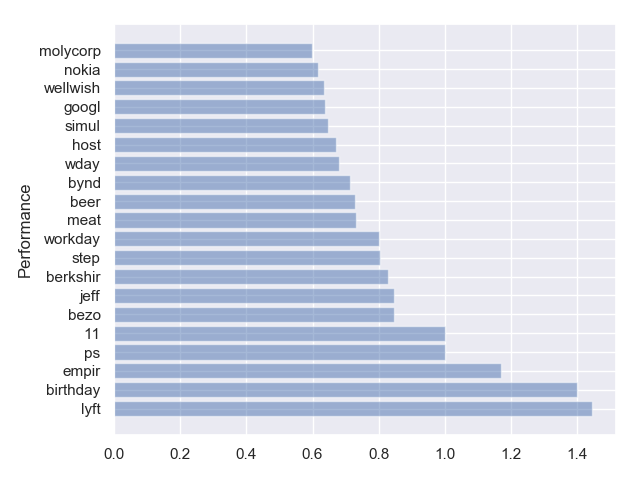 molycorp
nokia
wellwish
googl
simul
host
wday
bynd
beer
meat
workday
step
berkshir
jeff
bezo
11
ps
empir
birthday
lyft
Performance
0.0 0.2 0.4 0.6 0.8 1.0 1.2 1.4